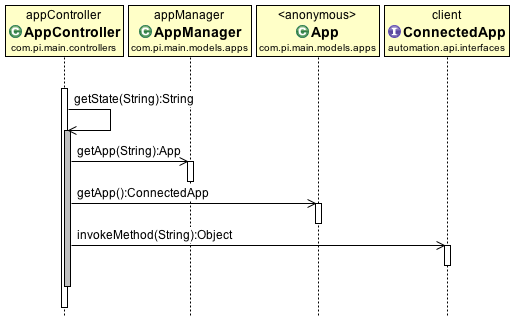 appController
C AppController
com.pi.main.controllers
appManager
C AppManager
com.pi.main.models.apps
<anonymous>
C App
com.pi.main.models.apps
client
I ConnectedApp
automation.api.interfaces
getState(String):String
getApp(String):App
getApp():ConnectedApp
invokeMethod(String):Object